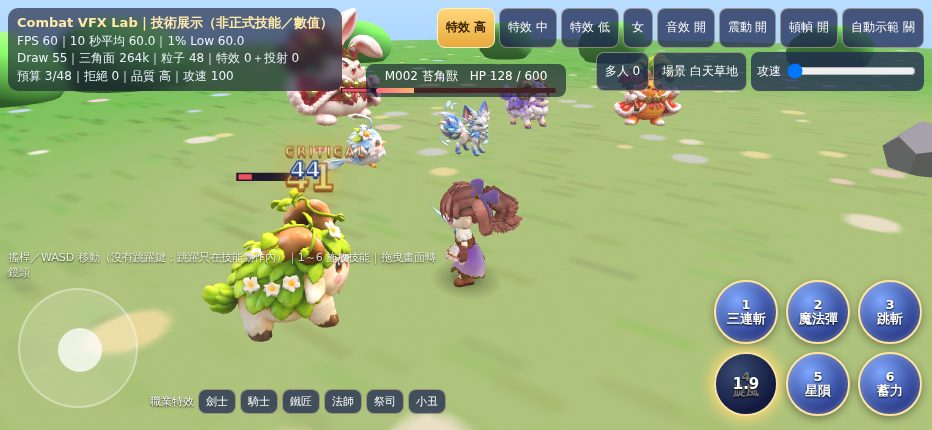 Combat VFX Lab｜技術展示（非正式技能／數值）
FPS 60｜10 秒平均 60.0｜1% Low 60.0
Draw 55｜三角面 264k｜粒子 48｜特效 0＋投射 0
預算 3/48｜拒絕 0｜品質 高｜攻速 100
特效 高
特效 中
特效 低
女
音效 開
震動 開
頓幀 開
自動示範 關
多人 0
場景 白天草地
攻速
M002 苔角獸 HP 128 / 600
CRITICAL
44
41
搖桿／WASD 移動（沒有跳躍鍵；跳躍只在技能動作內）｜1～6 施放技能｜拖曳畫面轉
鏡頭
1
三連斬
2
魔法彈
3
跳斬
4
1.9
旋風
5
星隕
6
蓄力
職業特效
劍士
騎士
鐵匠
法師
祭司
小丑